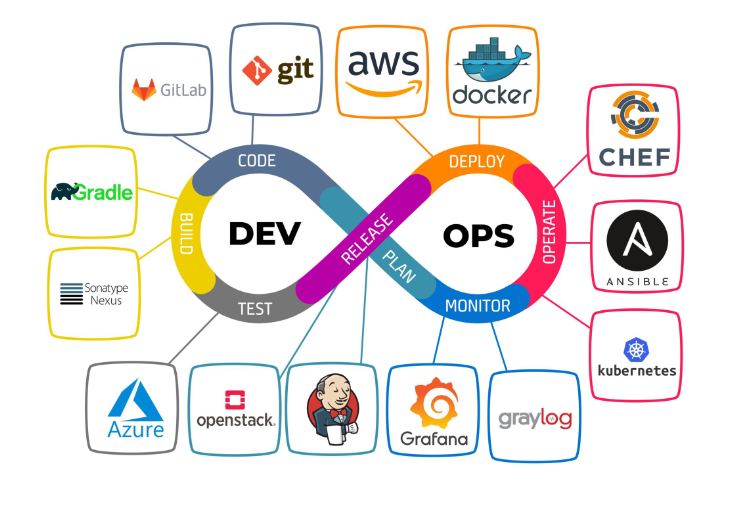 GitLab
git
aws
docker
CHEF
Gradle
CODE
DEPLOY
BUILD
DEV
RELEASE
PLAN
OPS
OPERATE
ANSIBLE
Sonatype
Nexus
TEST
MONITOR
kubernetes
Azure
openstack.
Grafana
graylog